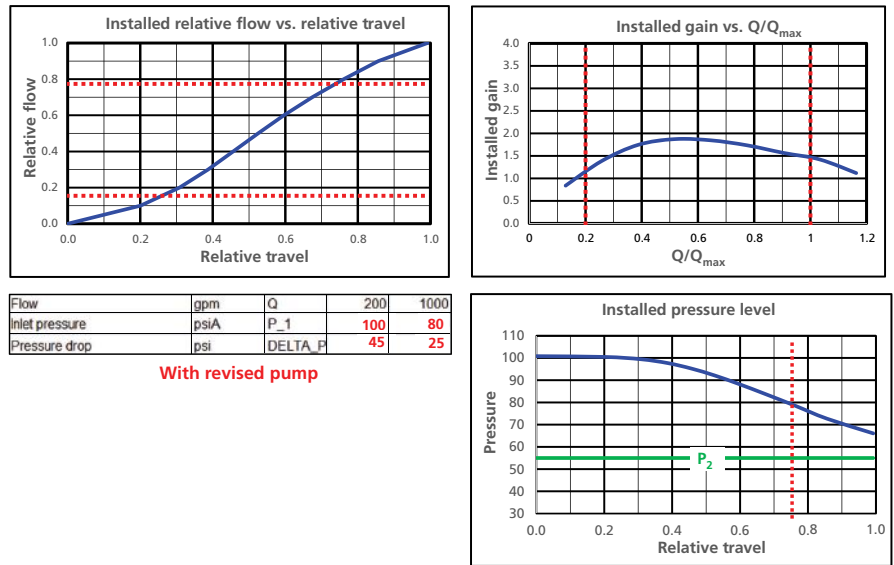 Installed relative flow vs. relative travel
1.0
0.8
0.6
0.4
0.2
0.0
Relative flow
0.0 0.2 0.4 0.6 0.8 1.0
Relative travel
Installed gain vs. Q/Qmax
4.0
3.5
3.0
2.5
2.0
1.5
1.0
0.5
0.0
Installed gain
0 0.2 0.4 0.6 0.8 1 1.2
Q/Qmax
Flow gpm Q 200 1000
Inlet pressure psiA P_1 100 80
Pressure drop psi DELTA_P 45 25
With revised pump
Installed pressure level
110
100
90
80
70
60
50
40
30
Pressure
P2
0.0 0.2 0.4 0.6 0.8 1.0
Relative travel